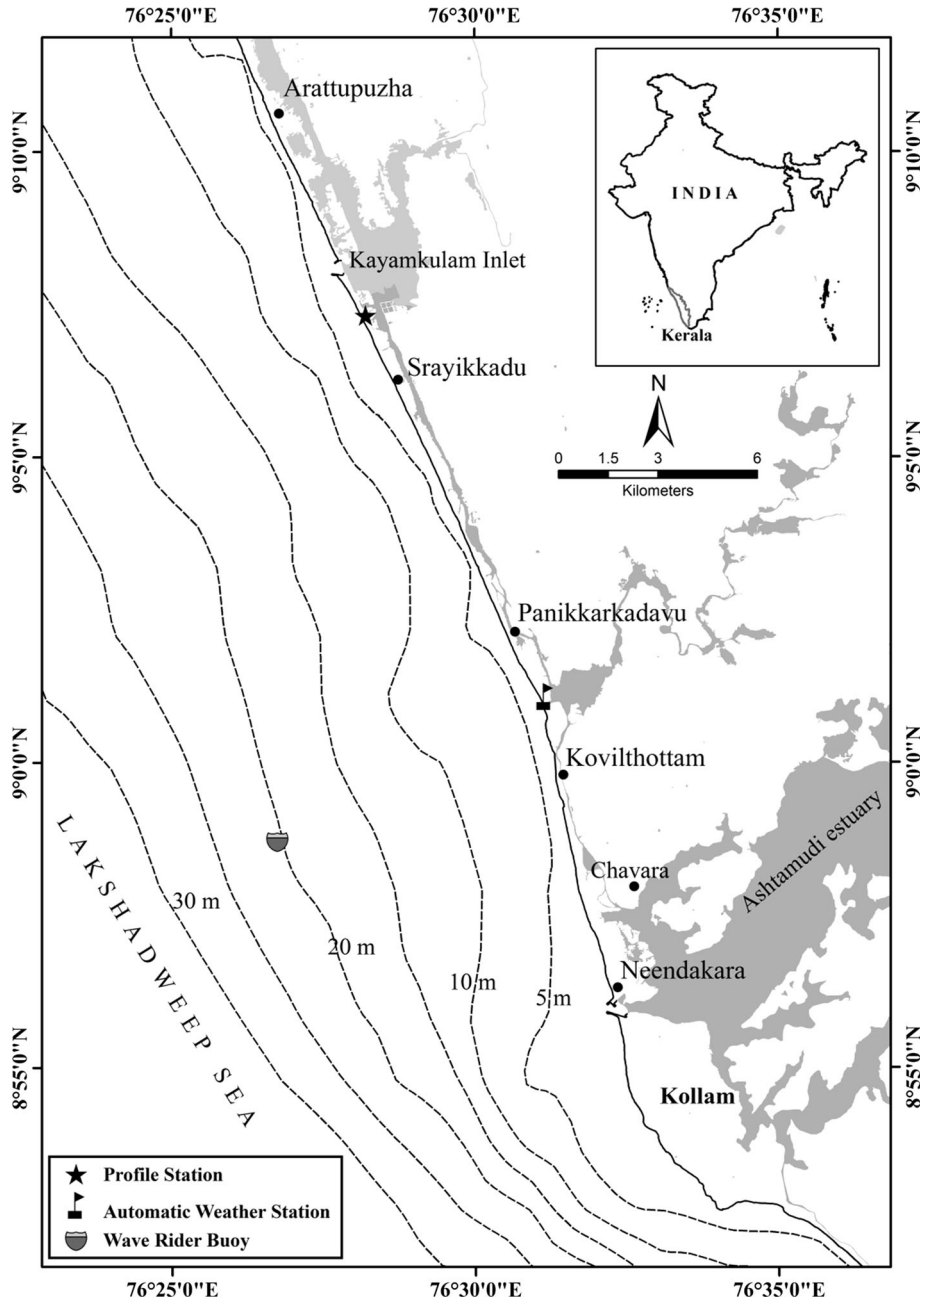 76°25'0"E 76°30'0"E 76°35'0"E
Arattupuzha
9°10'0"N
9°10'0"N
INDIA
Kayamkulam Inlet
Kerala
Srayikkadu
N
0 1.5 3 6
Kilometers
9°5'0"N
9°5'0"N
Panikkarkadavu
Kovilthottam
9°0'0"N
9°0'0"N
Ashtamudi estuary
Chavara
LAKSHADWEEP SEA
30 m
20 m
10 m
5 m
Neendakara
8°55'0"N
8°55'0"N
Kollam
Profile Station
Automatic Weather Station
Wave Rider Buoy
76°25'0"E 76°30'0"E 76°35'0"E